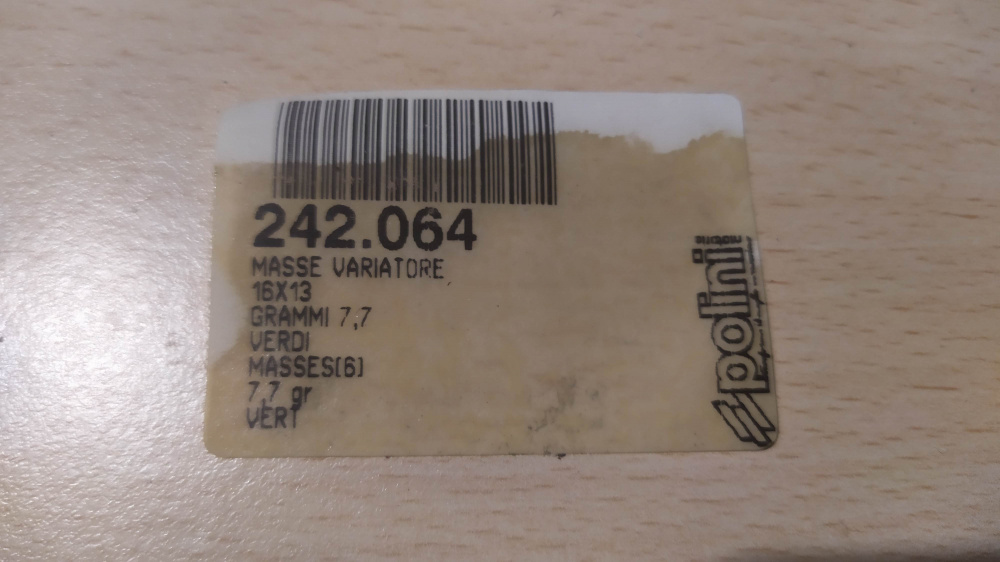 242.064
MASSE VARIATORE
16X13
GRAMMI 7,7
VERDI
MASSES(6)
7,7 gr
VERT
polini